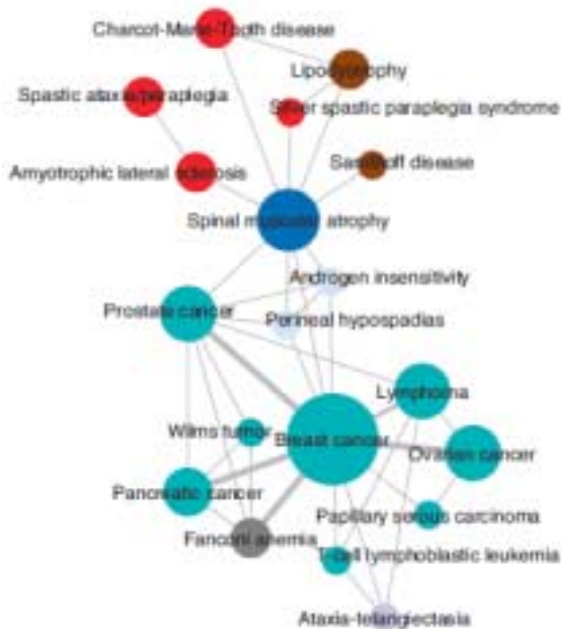 Charcot-Marie-Tooth disease
Lipodystrophy
Spastic ataxia/paraplegia
Silver spastic paraplegia syndrome
Sandhoff disease
Amyotrophic lateral sclerosis
Spinal muscular atrophy
Androgen insensitivity
Prostate cancer
Perineal hypospadias
Lymphoma
Wilms tumor
Breast cancer
Ovarian cancer
Pancreatic cancer
Papillary serous carcinoma
Fanconi anemia
T-cell lymphoblastic leukemia
Ataxia-telangiectasia